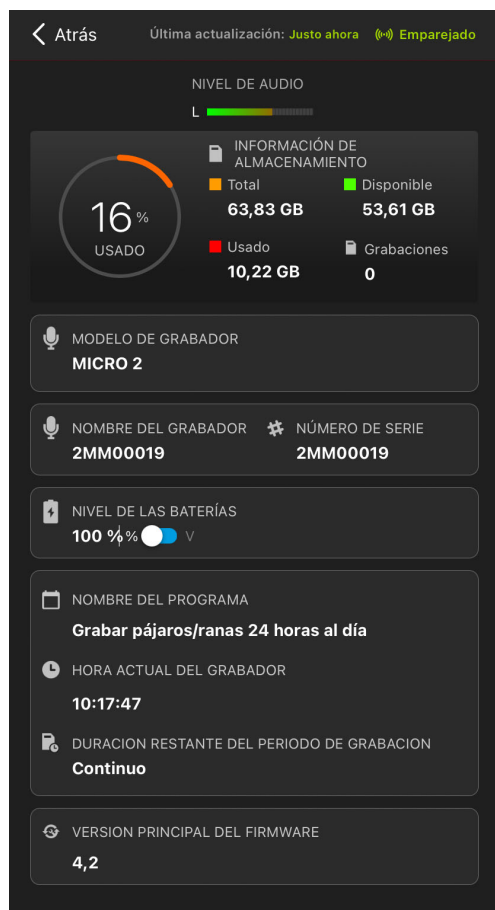 Atrás
Última actualización: Justo ahora
Emparejado
NIVEL DE AUDIO
L
16 %
USADO
INFORMACIÓN DE
ALMACENAMIENTO
Total
63,83 GB
Disponible
53,61 GB
Usado
10,22 GB
Grabaciones
0
MODELO DE GRABADOR
MICRO 2
NOMBRE DEL GRABADOR
2MM00019
NÚMERO DE SERIE
2MM00019
NIVEL DE LAS BATERÍAS
100 % % V
NOMBRE DEL PROGRAMA
Grabar pájaros/ranas 24 horas al día
HORA ACTUAL DEL GRABADOR
10:17:47
DURACION RESTANTE DEL PERIODO DE GRABACION
Continuo
VERSION PRINCIPAL DEL FIRMWARE
4,2